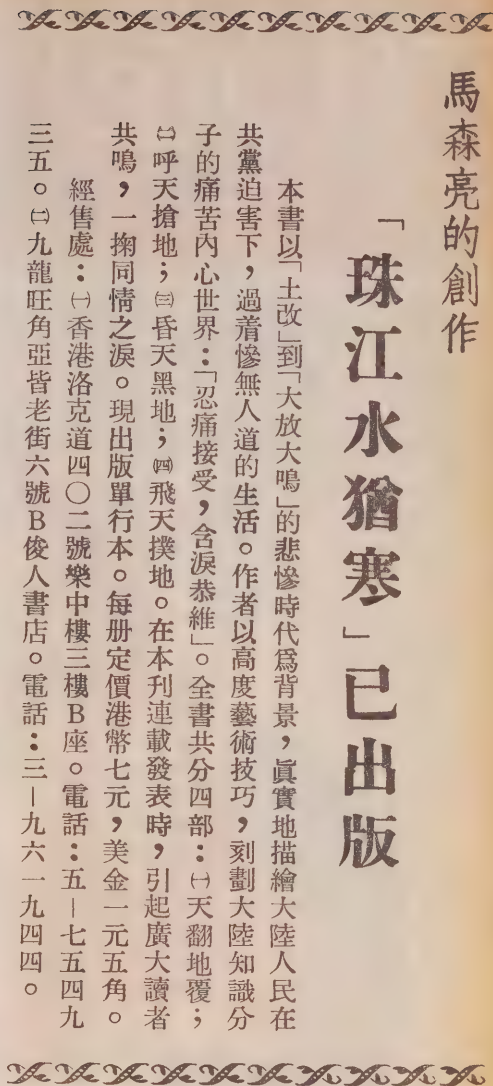 馬森亮的創作
「珠江水猶寒」已出版
本書以「土改」到「大放大鳴」的悲慘時代爲背景，眞實地描繪大陸人民在
共黨迫害下，過着慘無人道的生活。作者以高度藝術技巧，刻劃大陸知識分
子的痛苦內心世界：「忍痛接受，含淚恭維」。全書共分四部：㈠天翻地覆；
㈡呼天搶地；㈢昏天黑地；㈣飛天撲地。在本刊連載發表時，引起廣大讀者
共鳴，一掬同情之淚。現出版單行本。每册定價港幣七元，美金一元五角。
經售處：㈠香港洛克道四〇二號樂中樓三樓B座。電話：五－七五四九
三五。㈡九龍旺角亞皆老街六號B俊人書店。電話：三－九六一九四四。